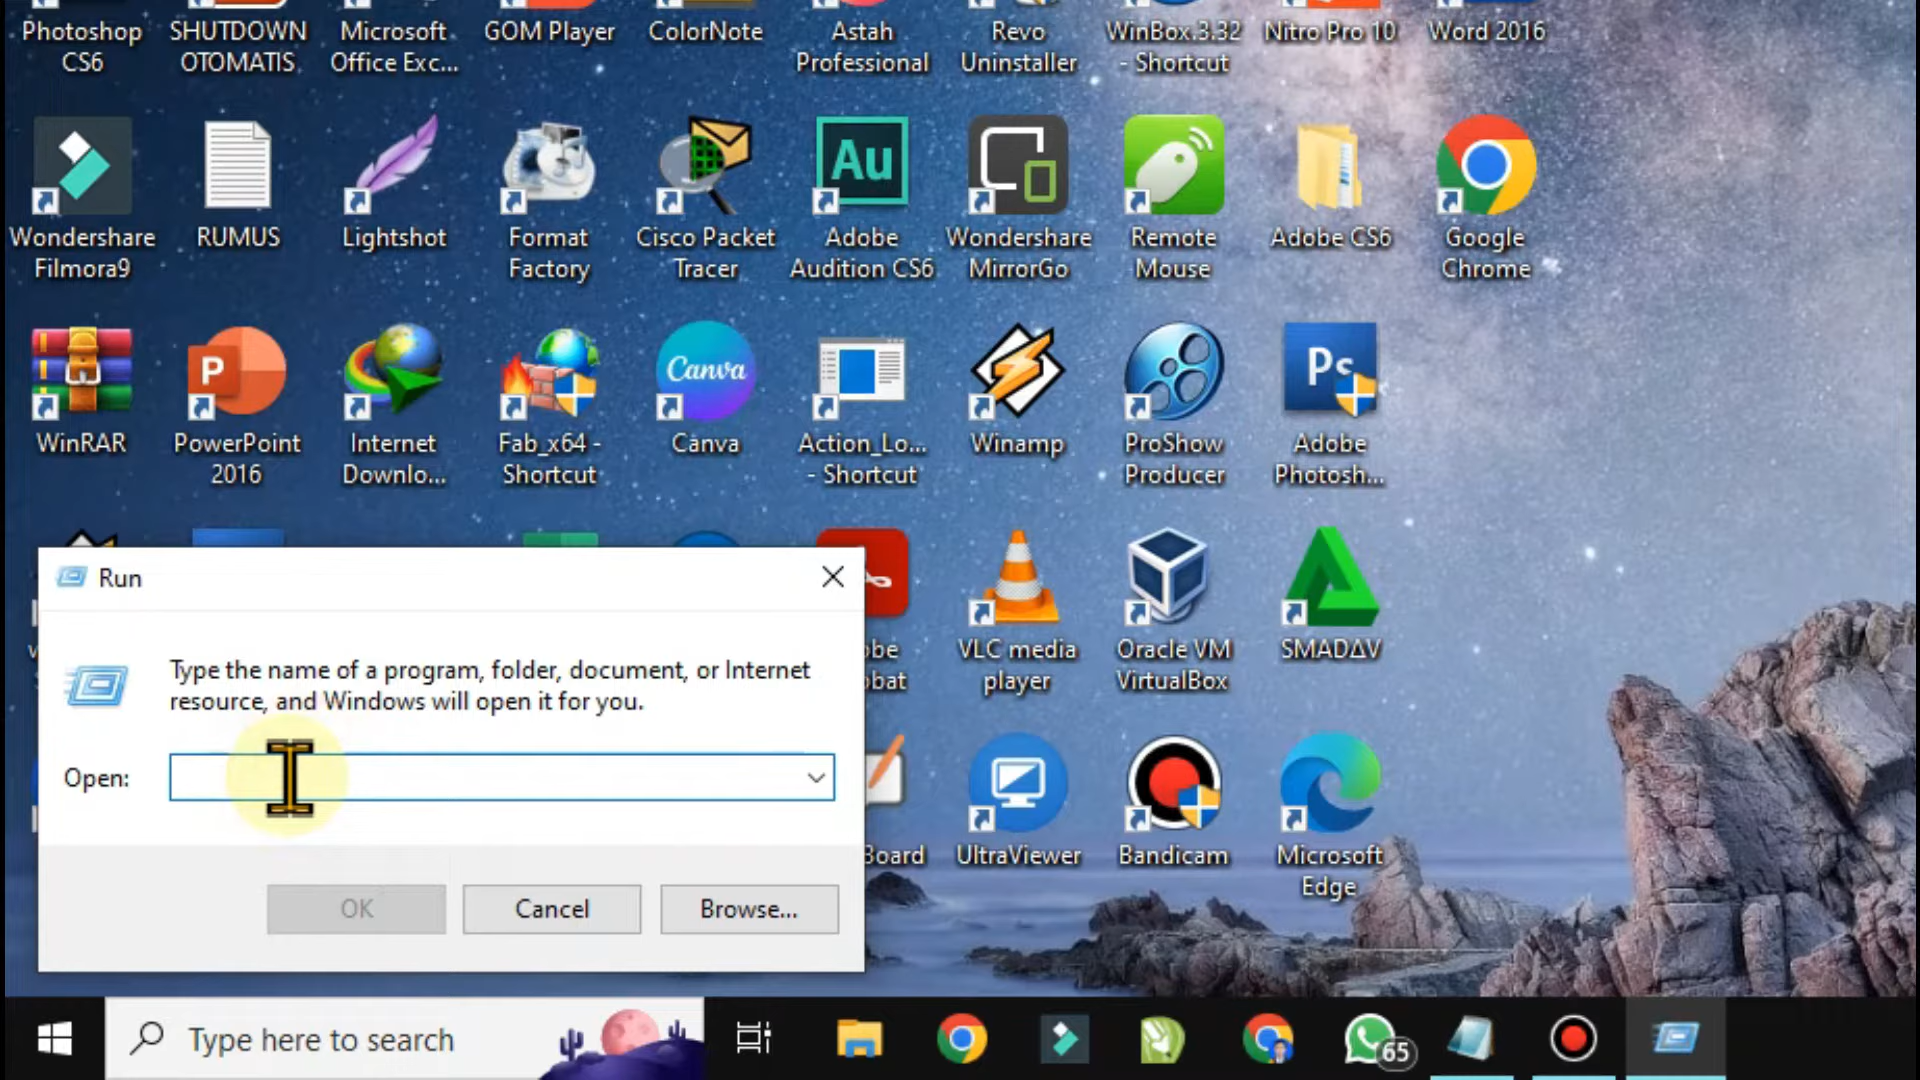 Photoshop
CS6
SHUTDOWN
OTOMATIS
Microsoft
Office Exc...
GOM Player
ColorNote
Astah
Professional
Revo
Uninstaller
WinBox.3.32
- Shortcut
Nitro Pro 10
Word 2016
Wondershare
Filmora9
RUMUS
Lightshot
Format
Factory
Cisco Packet
Tracer
Au
Adobe
Audition CS6
Wondershare
MirrorGo
Remote
Mouse
Adobe CS6
Google
Chrome
WinRAR
P
PowerPoint
2016
Internet
Downlo...
Fab_x64 -
Shortcut
Canva
Canva
Action_Lo...
- Shortcut
Winamp
ProShow
Producer
Ps
Adobe
Photosh...
VLC media
player
Oracle VM
VirtualBox
SMADΔV
Board
UltraViewer
Bandicam
Microsoft
Edge
Run
Type the name of a program, folder, document, or Internet
resource, and Windows will open it for you.
Open:
OK
Cancel
Browse...
Type here to search
65